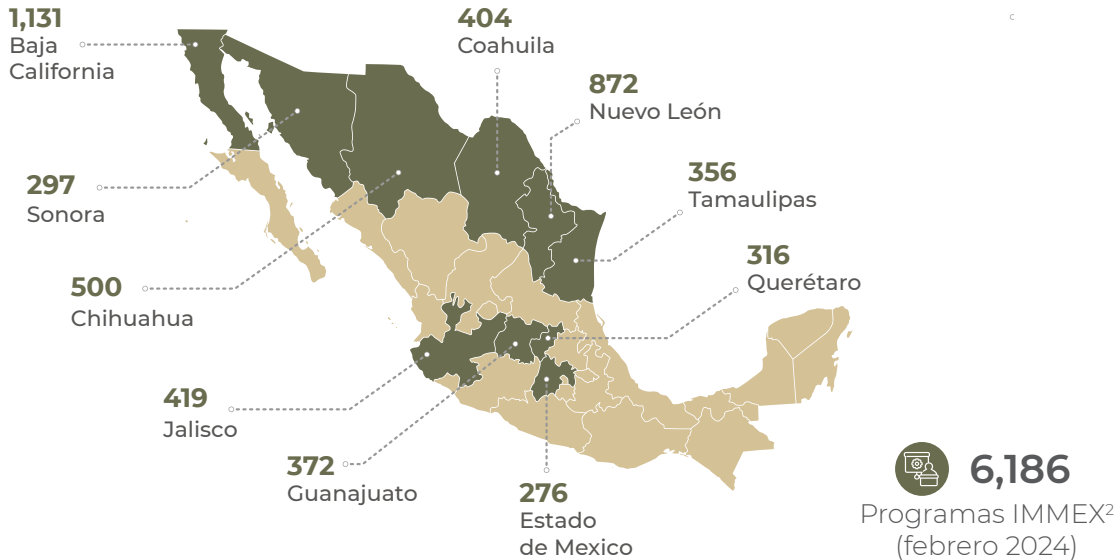 1,131
Baja
California
404
Coahuila
872
Nuevo León
297
Sonora
356
Tamaulipas
500
Chihuahua
316
Querétaro
419
Jalisco
372
Guanajuato
276
Estado
de Mexico
6,186
Programas IMMEX²
(febrero 2024)